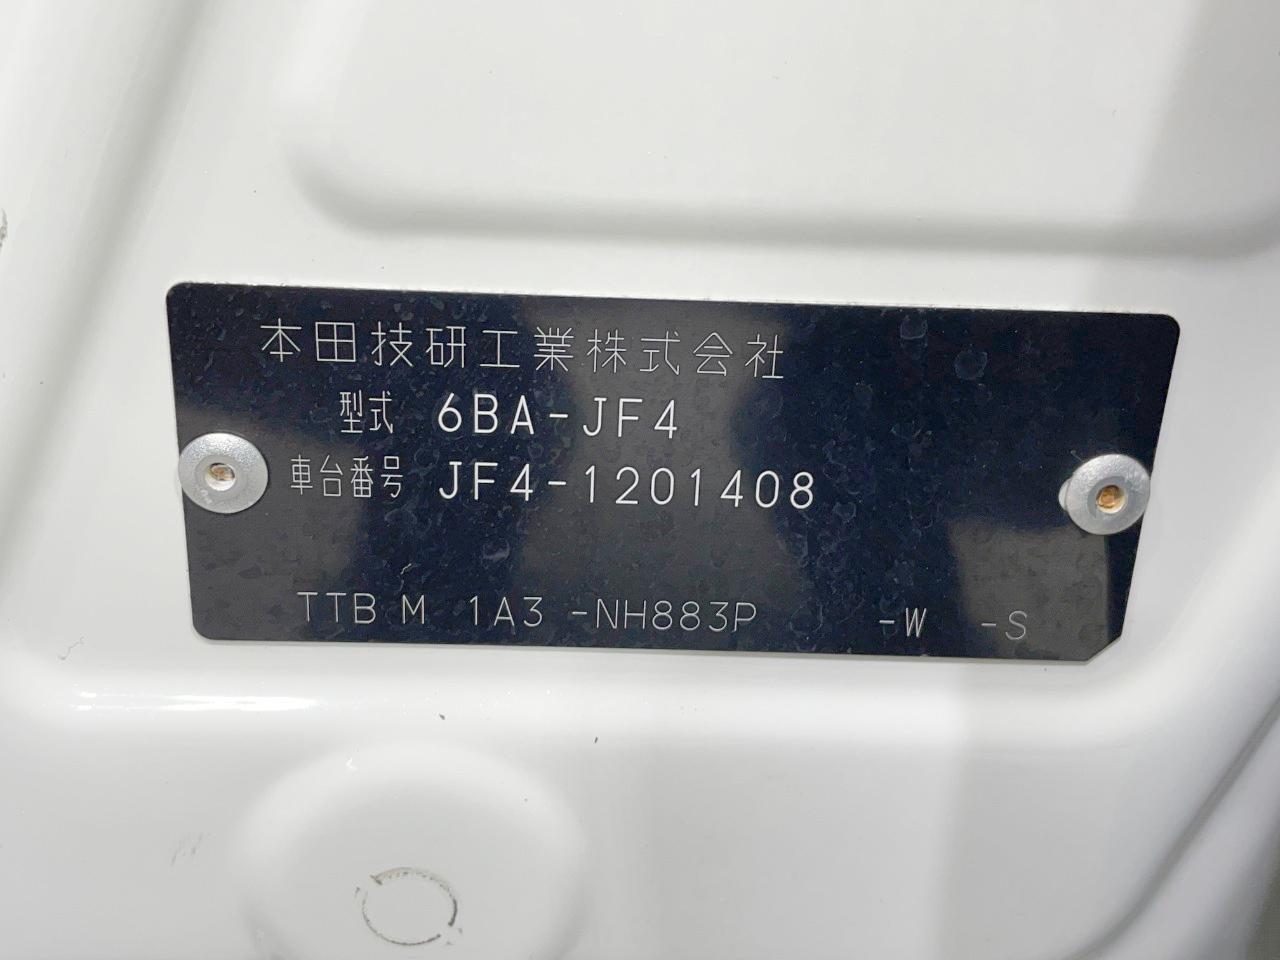 本田技研工業株式会社
型式 6BA-JF4
車台番号 JF4-1201408
TTB M 1A3 -NH883P -W -S